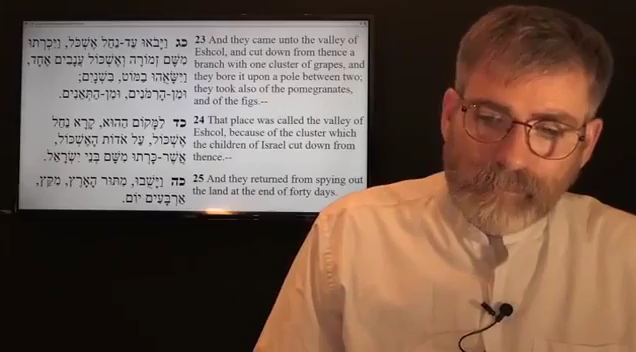 כג וַיָּבֹאוּ עַד-נַחַל אֶשְׁכֹּל, וַיִּכְרְתוּ
מִשָּׁם זְמוֹרָה וְאֶשְׁכּוֹל עֲנָבִים אֶחָד,
וַיִּשָּׂאֻהוּ בַמּוֹט, בִּשְׁנָיִם;
וּמִן-הָרִמֹּנִים, וּמִן-הַתְּאֵנִים.
23 And they came unto the valley of
Eshcol, and cut down from thence a
branch with one cluster of grapes, and
they bore it upon a pole between two;
they took also of the pomegranates,
and of the figs.--
כד לַמָּקוֹם הַהוּא, קָרָא נַחַל
אֶשְׁכּוֹל, עַל אֹדוֹת הָאֶשְׁכּוֹל,
אֲשֶׁר-כָּרְתוּ מִשָּׁם בְּנֵי יִשְׂרָאֵל.
24 That place was called the valley of
Eshcol, because of the cluster which
the children of Israel cut down from
thence.--
כה וַיָּשֻׁבוּ, מִתּוּר הָאָרֶץ, מִקֵּץ,
אַרְבָּעִים יוֹם.
25 And they returned from spying out
the land at the end of forty days.